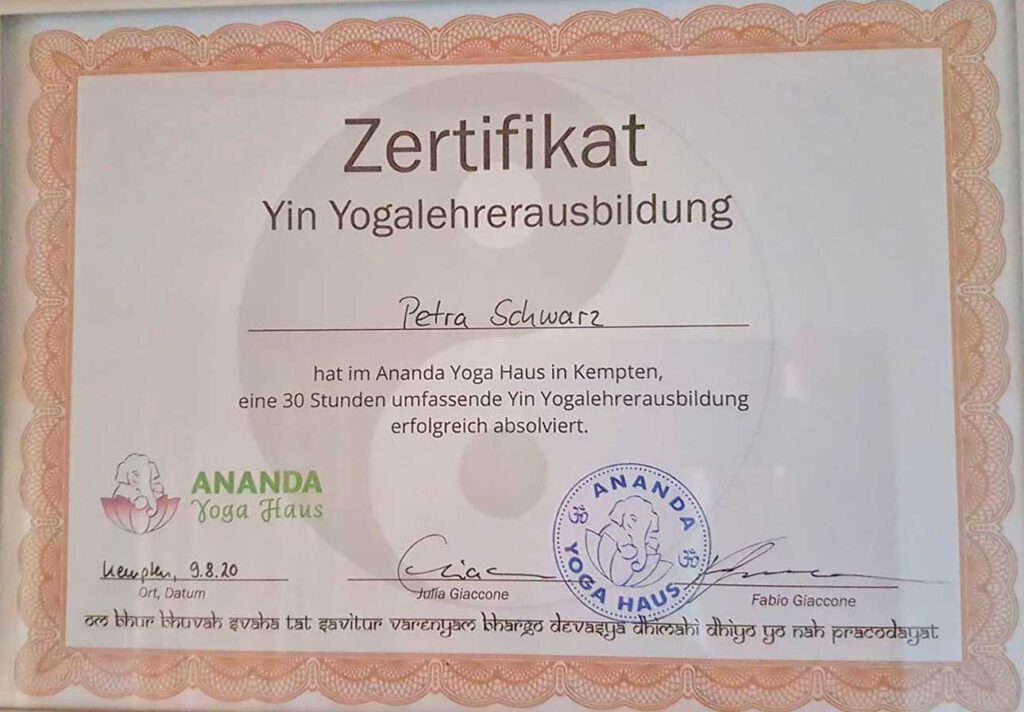 Zertifikat
Yin Yogalehrerausbildung
Petra Schwarz
hat im Ananda Yoga Haus in Kempten,
eine 30 Stunden umfassende Yin Yogalehrerausbildung
erfolgreich absolviert.
ANANDA
Yoga Haus
ANANDA
ॐ ॐ
YOGA HAUS
Kempten, 9.8.20
Ort, Datum
Julia Giaccone
Fabio Giaccone
om bhur bhuvah svaha tat savitur varenyam bhargo devasya dhimahi dhiyo yo nah pracodayat